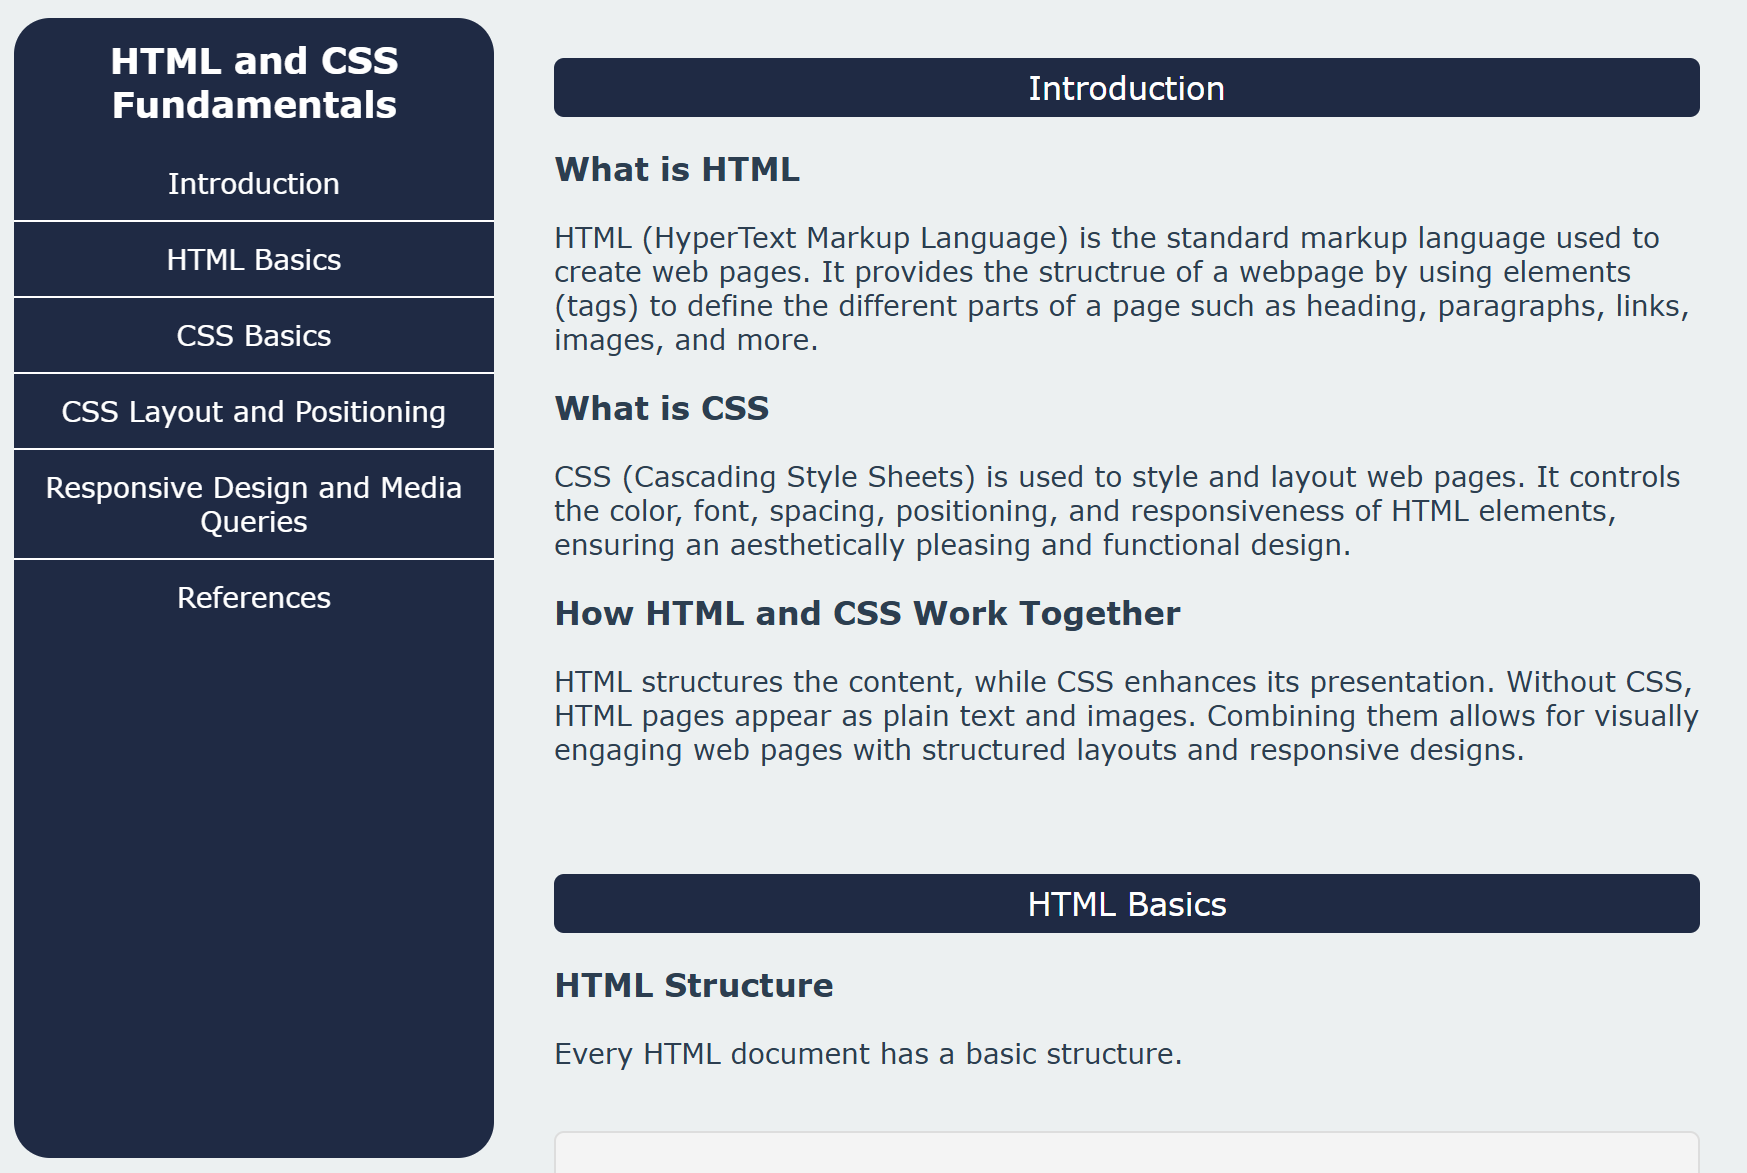 HTML and CSS
Fundamentals
Introduction
HTML Basics
CSS Basics
CSS Layout and Positioning
Responsive Design and Media
Queries
References
Introduction
What is HTML
HTML (HyperText Markup Language) is the standard markup language used to
create web pages. It provides the structrue of a webpage by using elements
(tags) to define the different parts of a page such as heading, paragraphs, links,
images, and more.
What is CSS
CSS (Cascading Style Sheets) is used to style and layout web pages. It controls
the color, font, spacing, positioning, and responsiveness of HTML elements,
ensuring an aesthetically pleasing and functional design.
How HTML and CSS Work Together
HTML structures the content, while CSS enhances its presentation. Without CSS,
HTML pages appear as plain text and images. Combining them allows for visually
engaging web pages with structured layouts and responsive designs.
HTML Basics
HTML Structure
Every HTML document has a basic structure.